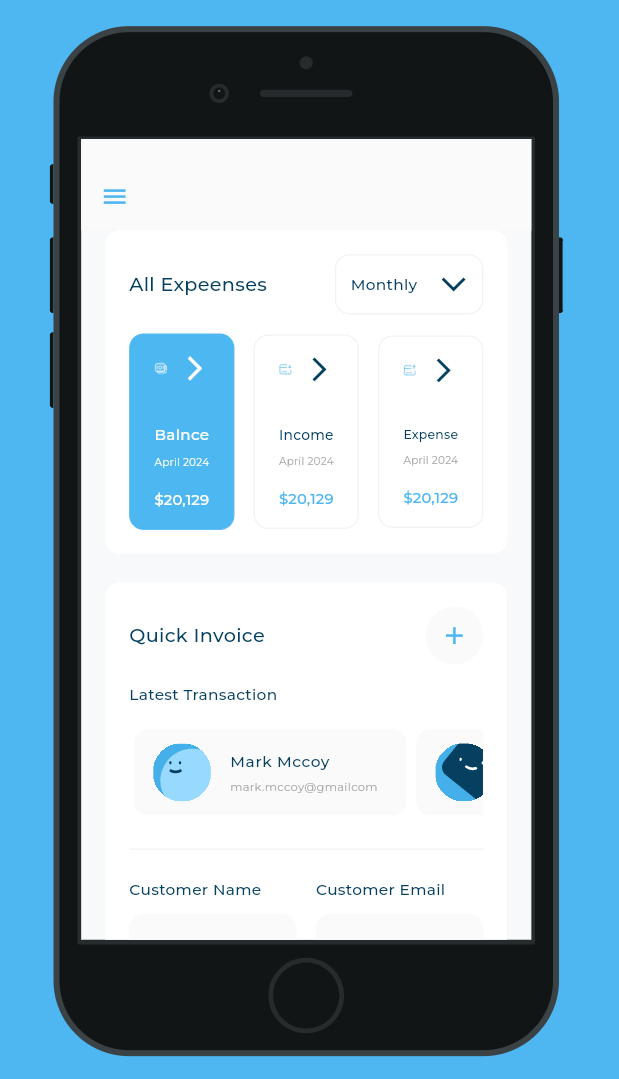 All Expeenses
Monthly
Balnce
April 2024
$20,129
Income
April 2024
$20,129
Expense
April 2024
$20,129
Quick Invoice
Latest Transaction
Mark Mccoy
mark.mccoy@gmailcom
Customer Name
Customer Email